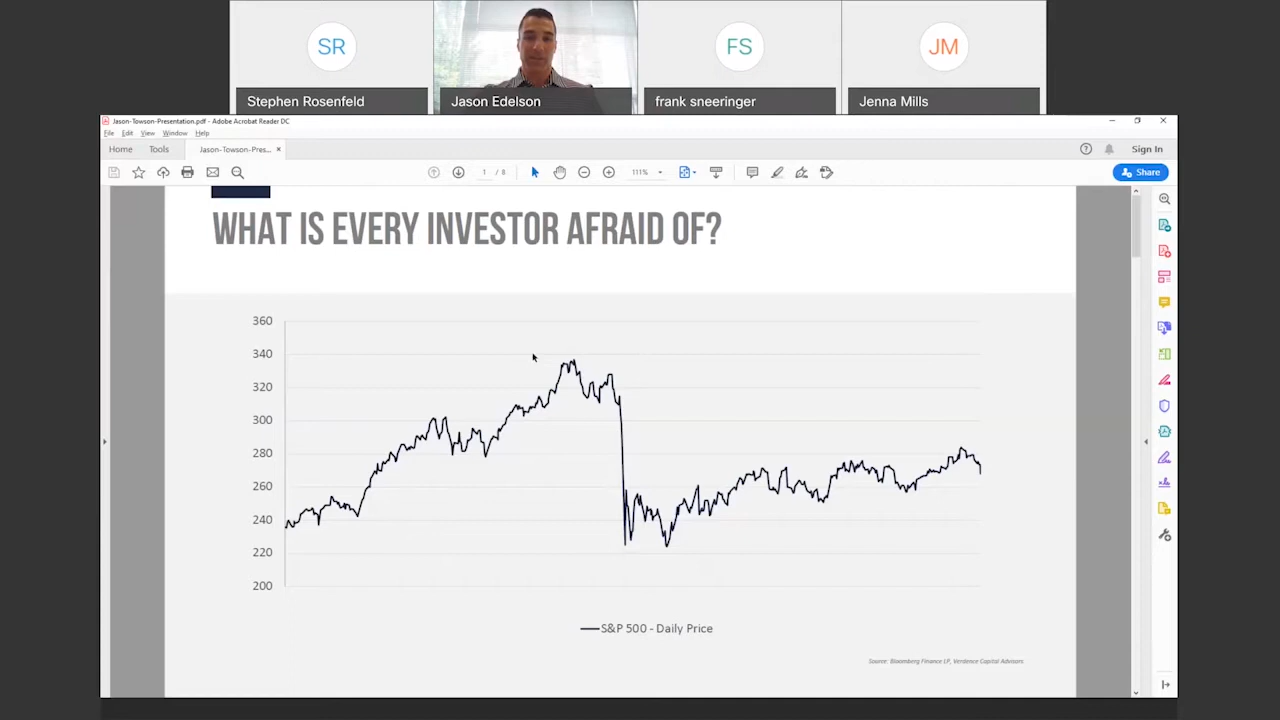 SR
FS
JM
Stephen Rosenfeld
Jason Edelson
frank sneeringer
Jenna Mills
Jason-Towson-Presentation.pdf - Adobe Acrobat Reader DC
File Edit View Window Help
Home Tools Jason-Towson-Pres... ×
Sign In
1 / 8
111%
Share
WHAT IS EVERY INVESTOR AFRAID OF?
360
340
320
300
280
260
240
220
200
S&P 500 - Daily Price
Source: Bloomberg Finance LP, Verdence Capital Advisors